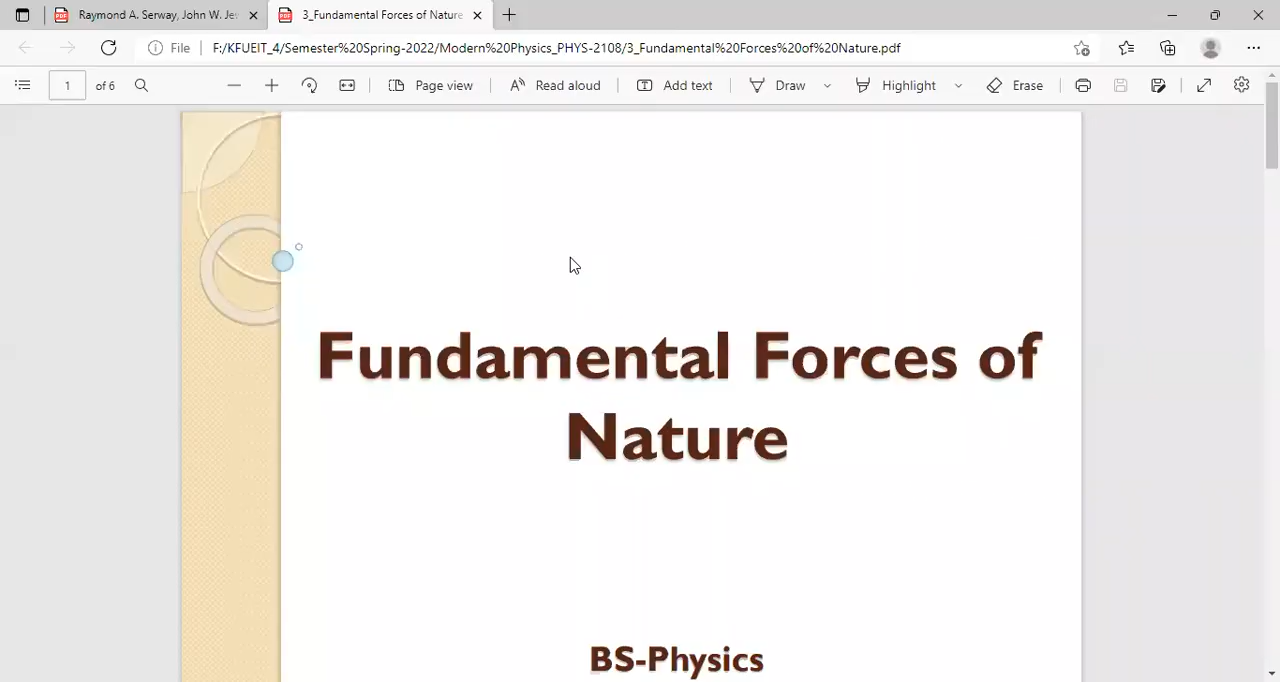 Raymond A. Serway, John W. Je
3_Fundamental Forces of Nature
File
F:/KFUEIT_4/Semester%20Spring-2022/Modern%20Physics_PHYS-2108/3_Fundamental%20Forces%20of%20Nature.pdf
1 of 6
Page view
Read aloud
Add text
Draw
Highlight
Erase
Fundamental Forces of
Nature
BS-Physics